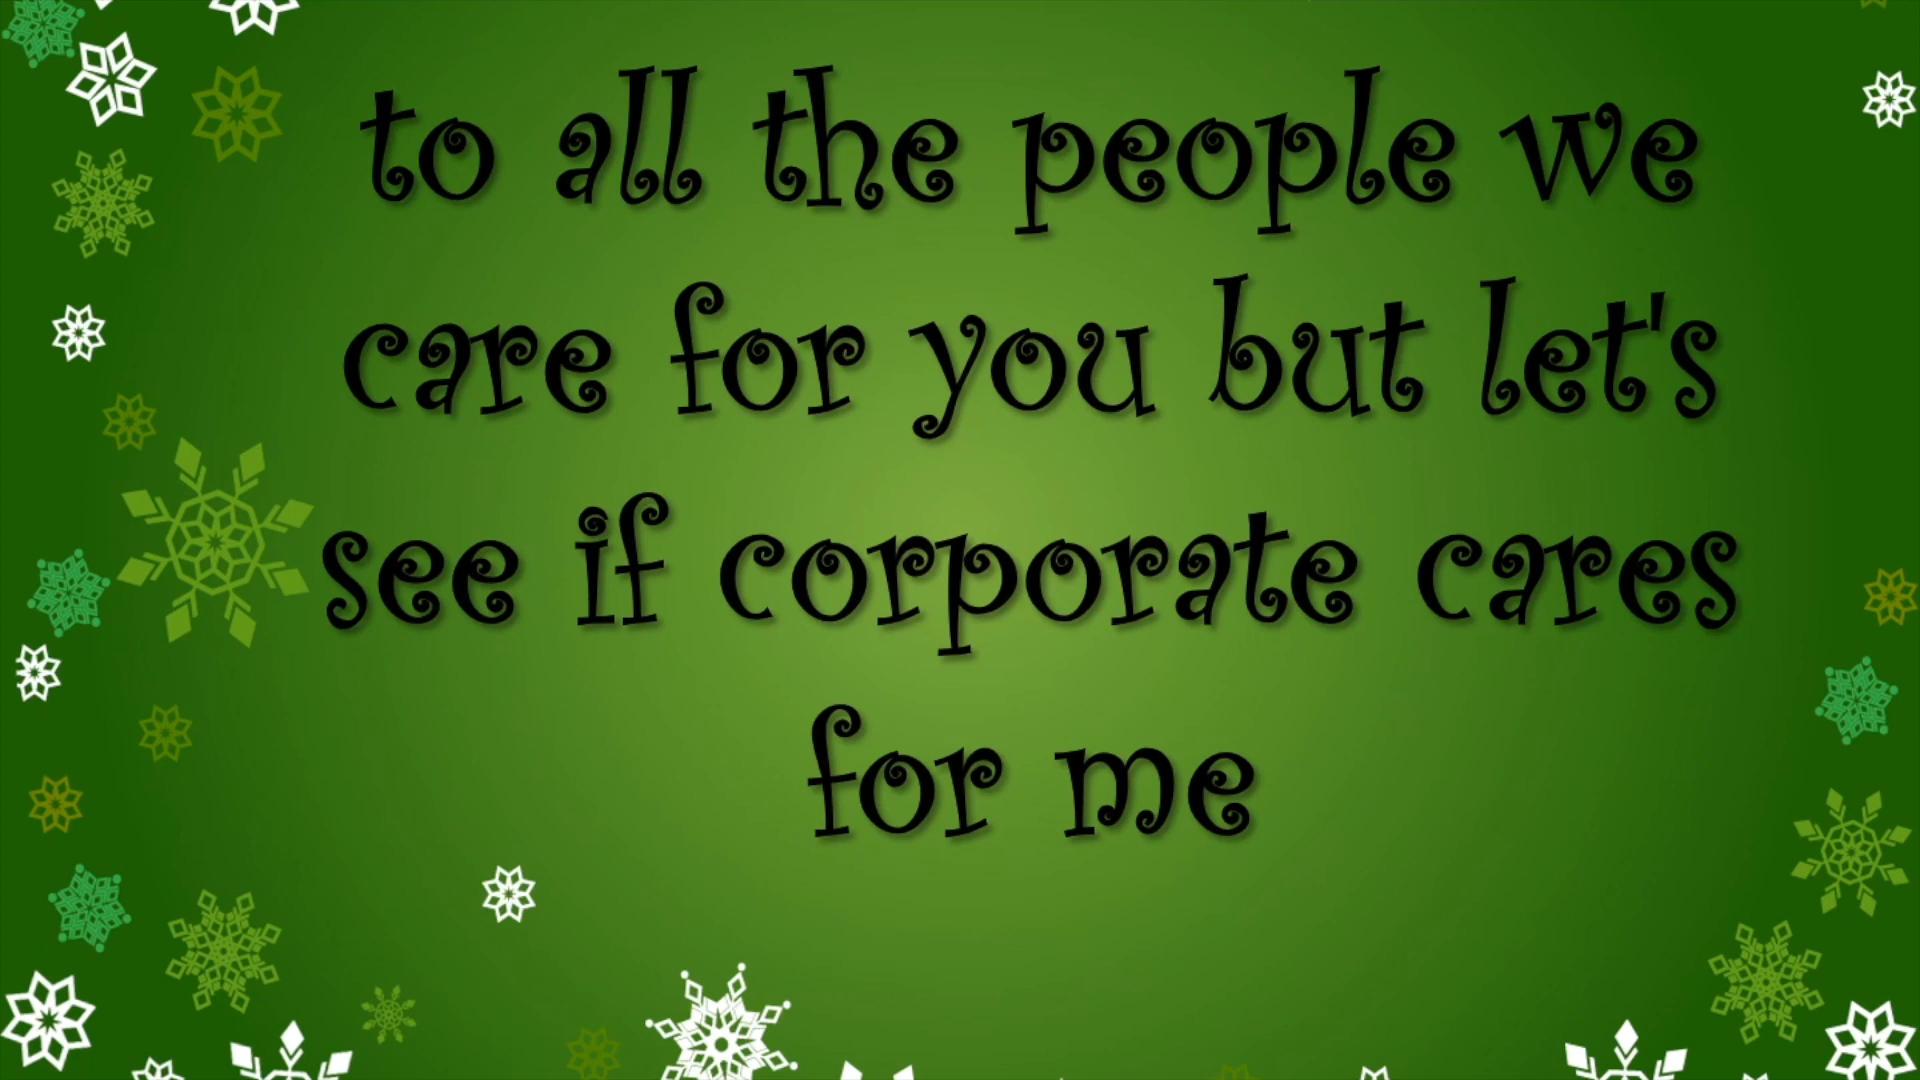 to all the people we
care for you but let's
see if corporate cares
for me